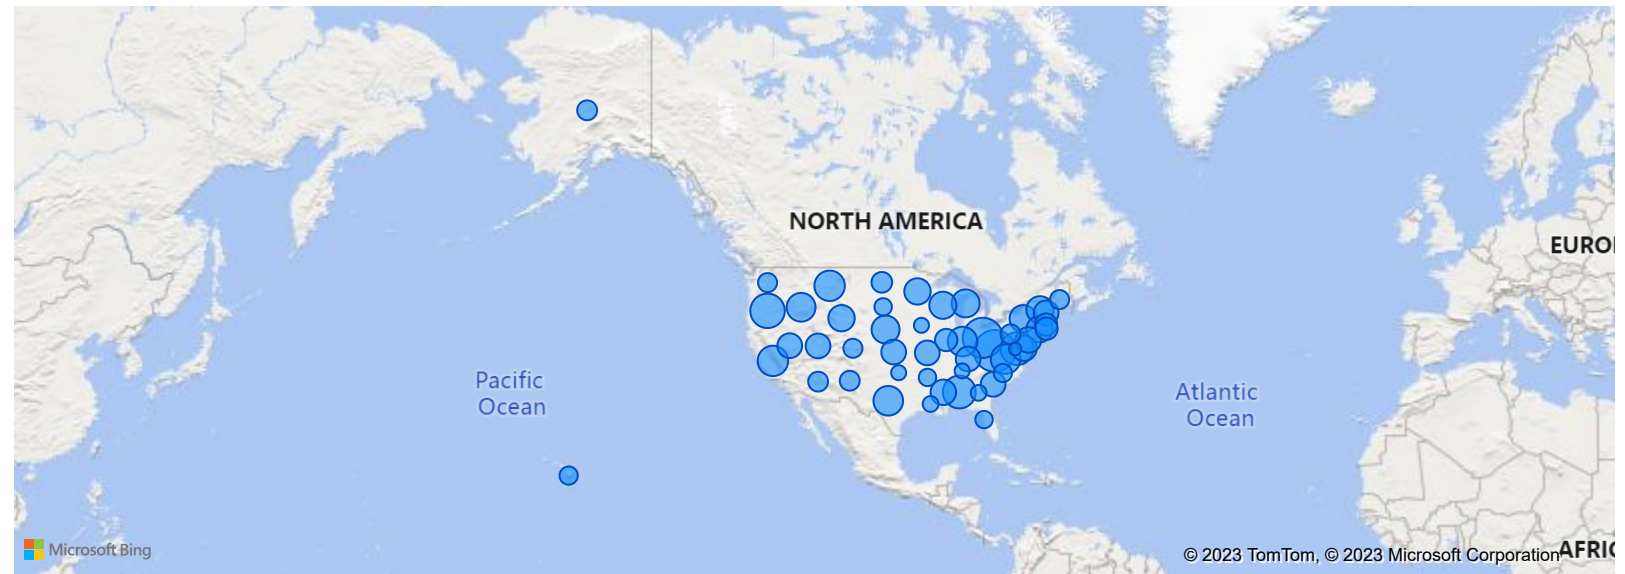 NORTH AMERICA
EURO
Pacific
Ocean
Atlantic
Ocean
Microsoft Bing
© 2023 TomTom, © 2023 Microsoft Corporation
AFRIC